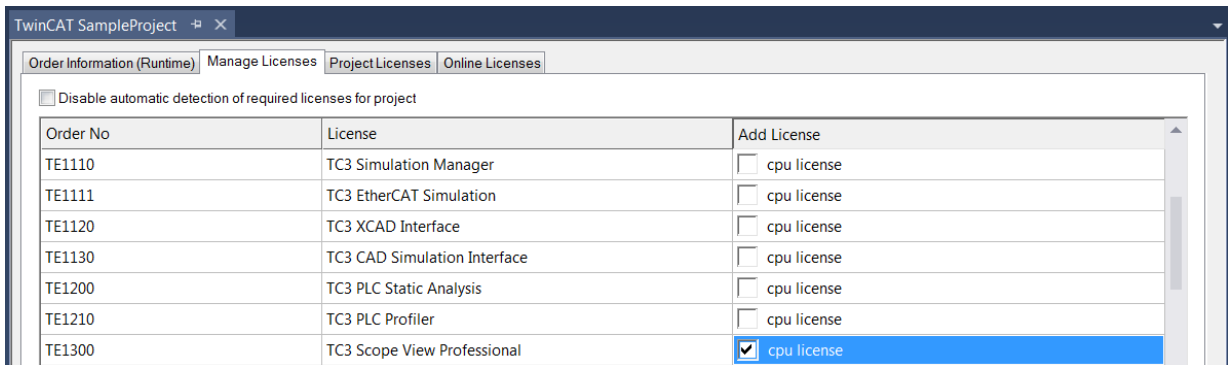 TwinCAT SampleProject
Order Information (Runtime) Manage Licenses Project Licenses Online Licenses
Disable automatic detection of required licenses for project
Order No License Add License
TE1110 TC3 Simulation Manager cpu license
TE1111 TC3 EtherCAT Simulation cpu license
TE1120 TC3 XCAD Interface cpu license
TE1130 TC3 CAD Simulation Interface cpu license
TE1200 TC3 PLC Static Analysis cpu license
TE1210 TC3 PLC Profiler cpu license
TE1300 TC3 Scope View Professional cpu license